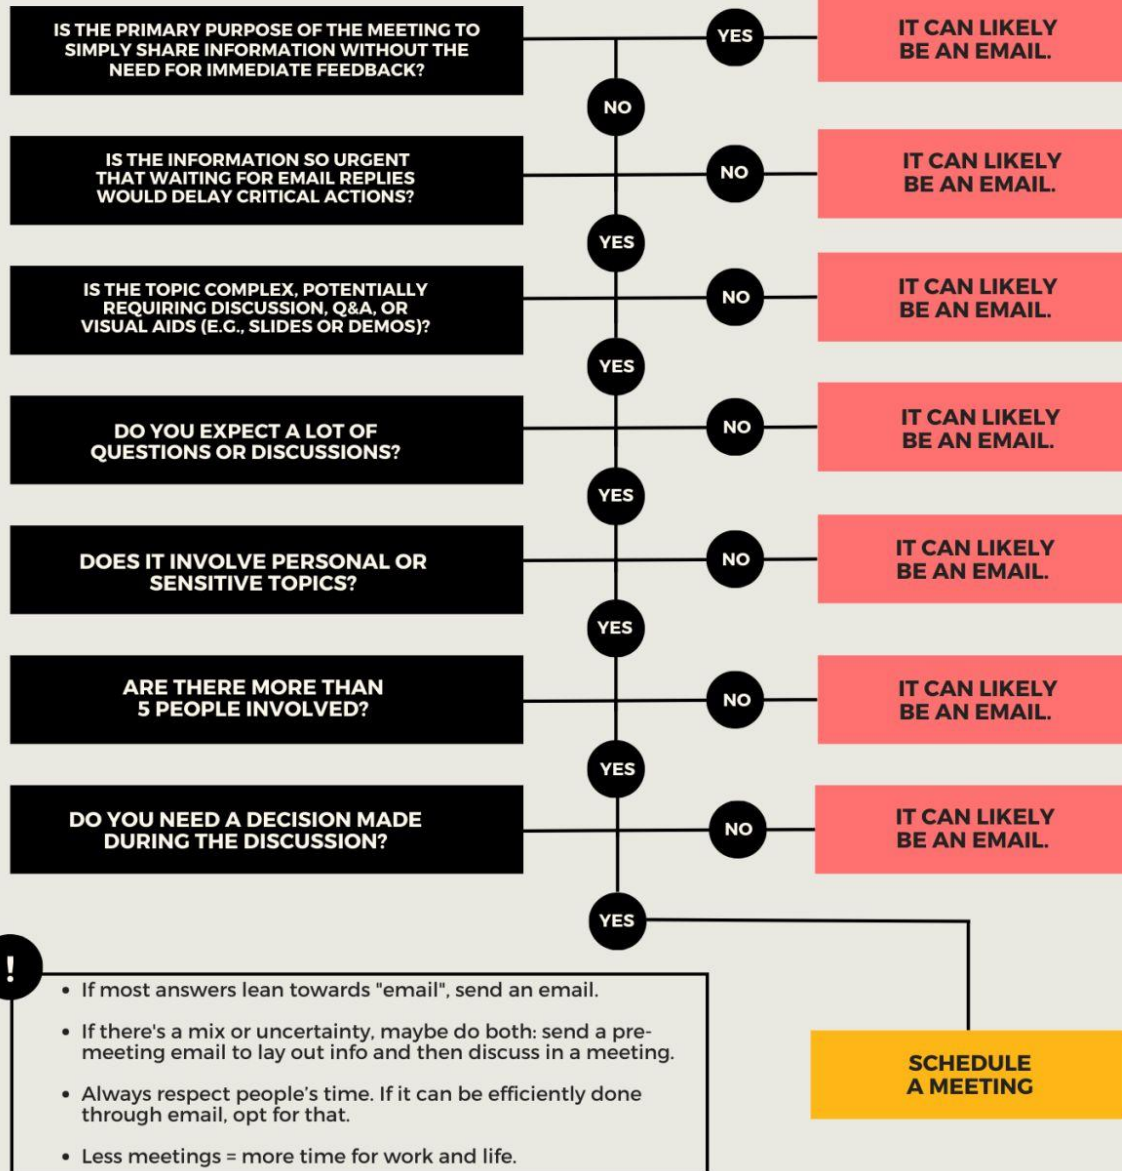 IS THE PRIMARY PURPOSE OF THE MEETING TO
SIMPLY SHARE INFORMATION WITHOUT THE
NEED FOR IMMEDIATE FEEDBACK?
YES
IT CAN LIKELY
BE AN EMAIL.
NO
IS THE INFORMATION SO URGENT
THAT WAITING FOR EMAIL REPLIES
WOULD DELAY CRITICAL ACTIONS?
NO
IT CAN LIKELY
BE AN EMAIL.
YES
IS THE TOPIC COMPLEX, POTENTIALLY
REQUIRING DISCUSSION, Q&A, OR
VISUAL AIDS (E.G., SLIDES OR DEMOS)?
NO
IT CAN LIKELY
BE AN EMAIL.
YES
DO YOU EXPECT A LOT OF
QUESTIONS OR DISCUSSIONS?
NO
IT CAN LIKELY
BE AN EMAIL.
YES
DOES IT INVOLVE PERSONAL OR
SENSITIVE TOPICS?
NO
IT CAN LIKELY
BE AN EMAIL.
YES
ARE THERE MORE THAN
5 PEOPLE INVOLVED?
NO
IT CAN LIKELY
BE AN EMAIL.
YES
DO YOU NEED A DECISION MADE
DURING THE DISCUSSION?
NO
IT CAN LIKELY
BE AN EMAIL.
YES
!
• If most answers lean towards "email", send an email.
• If there's a mix or uncertainty, maybe do both: send a pre-
meeting email to lay out info and then discuss in a meeting.
• Always respect people's time. If it can be efficiently done
through email, opt for that.
• Less meetings = more time for work and life.
SCHEDULE
A MEETING